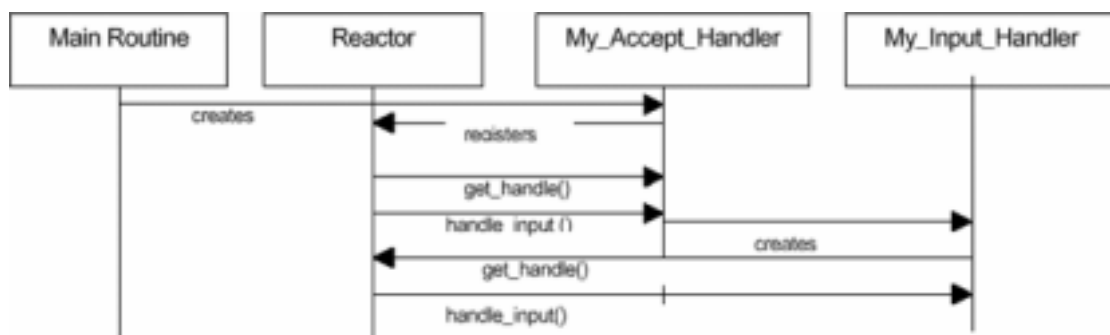 Main Routine
Reactor
My_Accept_Handler
My_Input_Handler
creates
registers
get_handle()
handle_input ()
creates
get_handle()
handle_input()